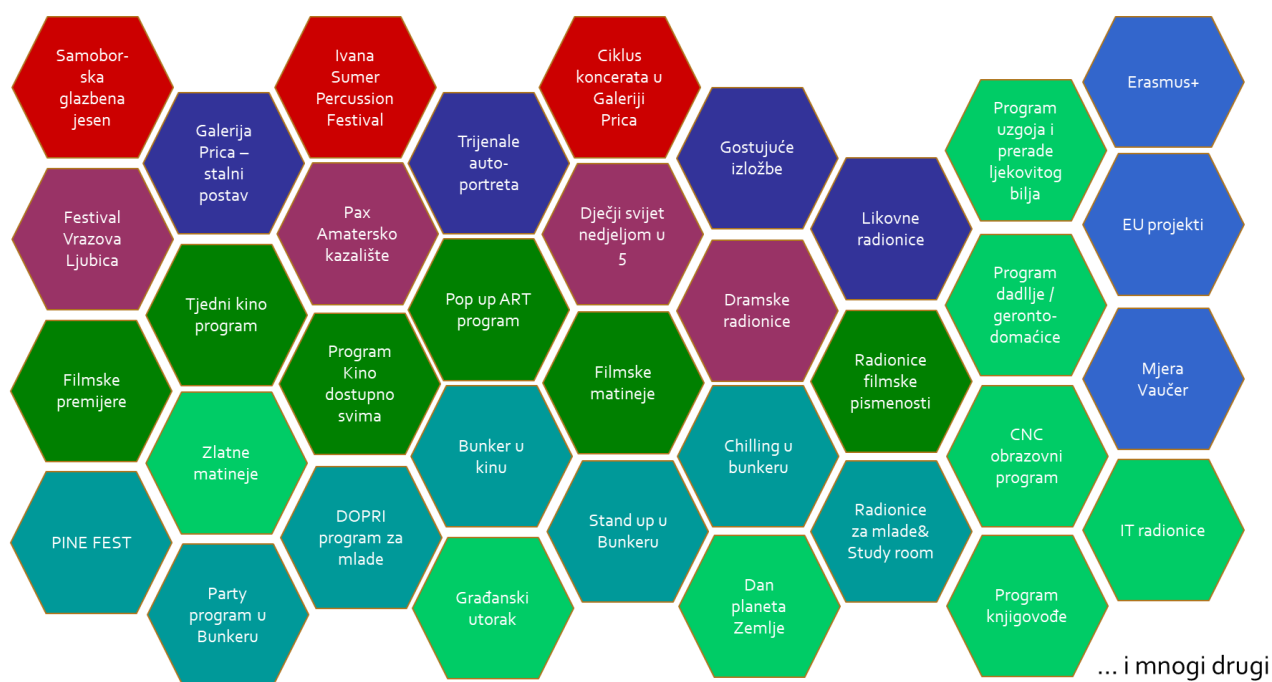 Samobor-
ska
glazbena
jesen
Galerija
Prica –
stalni
postav
Ivana
Sumer
Percussion
Festival
Trijenale
auto-
portreta
Ciklus
koncerata u
Galeriji
Prica
Gostujuće
izložbe
Likovne
radionice
Program
uzgoja i
prerade
ljekovitog
bilja
Erasmus+
Festival
Vrazova
Ljubica
Pax
Amatersko
kazalište
Dječji svijet
nedjeljom u
5
Dramske
radionice
EU projekti
Tjedni kino
program
Pop up ART
program
Program
dadllje /
geronto-
domaćice
Filmske
premijere
Program
Kino
dostupno
svima
Filmske
matineje
Radionice
filmske
pismenosti
Mjera
Vaučer
Zlatne
matineje
Bunker u
kinu
Chilling u
bunkeru
CNC
obrazovni
program
PINE FEST
DOPRI
program za
mlade
Stand up u
Bunkeru
Radionice
za mlade&
Study room
IT radionice
Party
program u
Bunkeru
Građanski
utorak
Dan
planeta
Zemlje
Program
knjigovođe
... i mnogi drugi